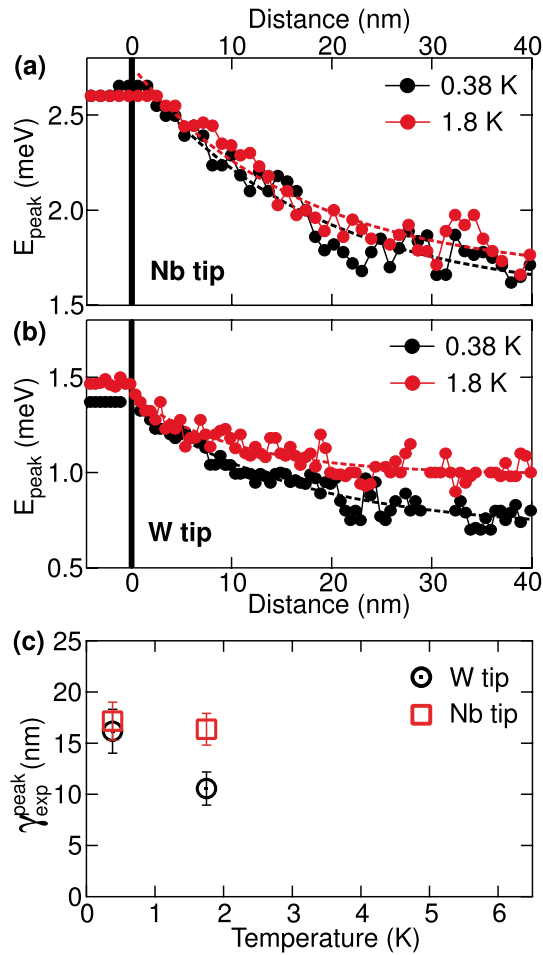 Distance (nm)
0 10 20 30 40
(a)
0.38 K
1.8 K
2.5
2.0
1.5
E_peak (meV)
Nb tip
(b)
0.38 K
1.8 K
1.5
1.0
0.5
E_peak (meV)
W tip
0 10 20 30 40
Distance (nm)
(c)
25
20
15
10
5
0
γ_exp^peak (nm)
W tip
Nb tip
0 1 2 3 4 5 6
Temperature (K)